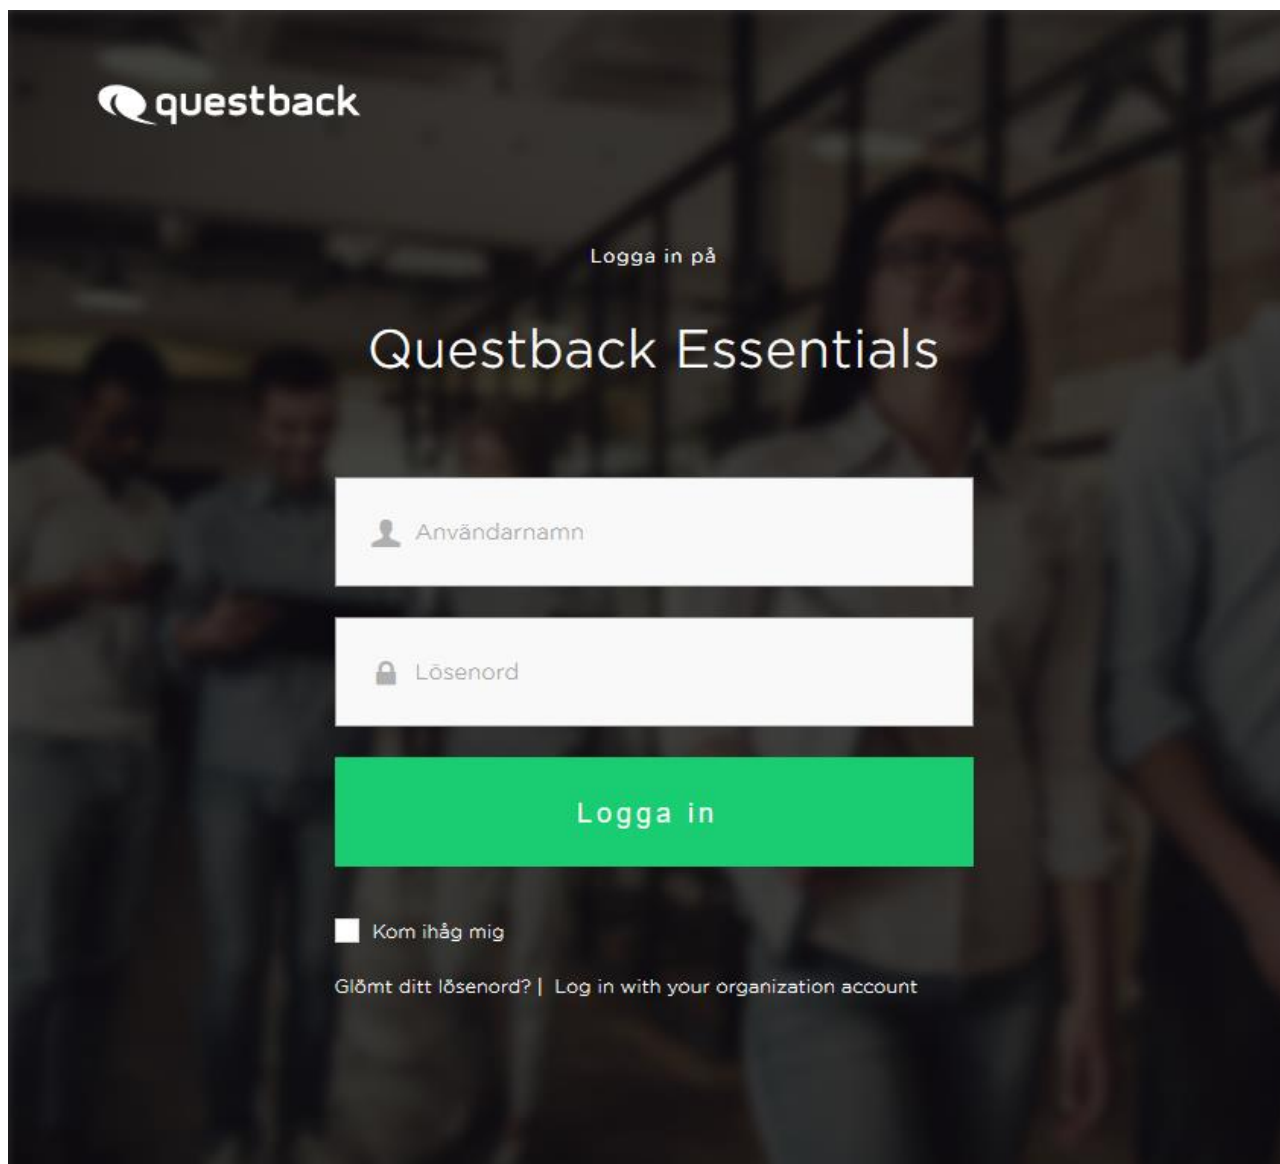 questback
Logga in på
Questback Essentials
Användarnamn
Lösenord
Logga in
Kom ihåg mig
Glömt ditt lösenord? | Log in with your organization account